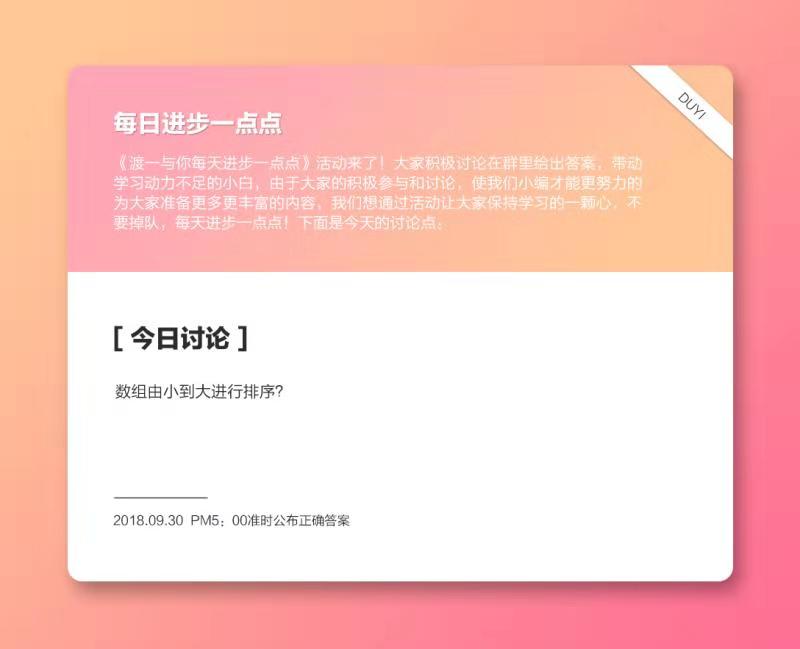 DUYI
每日进步一点点
《渡一与你每天进步一点点》活动来了！大家积极讨论在群里给出答案，带动
学习动力不足的小白，由于大家的积极参与和讨论，使我们小编才能更努力的
为大家准备更多更丰富的内容，我们想通过活动让大家保持学习的一颗心，不
要掉队，每天进步一点点！下面是今天的讨论点：
[ 今日讨论 ]
数组由小到大进行排序？
2018.09.30 PM5：00准时公布正确答案